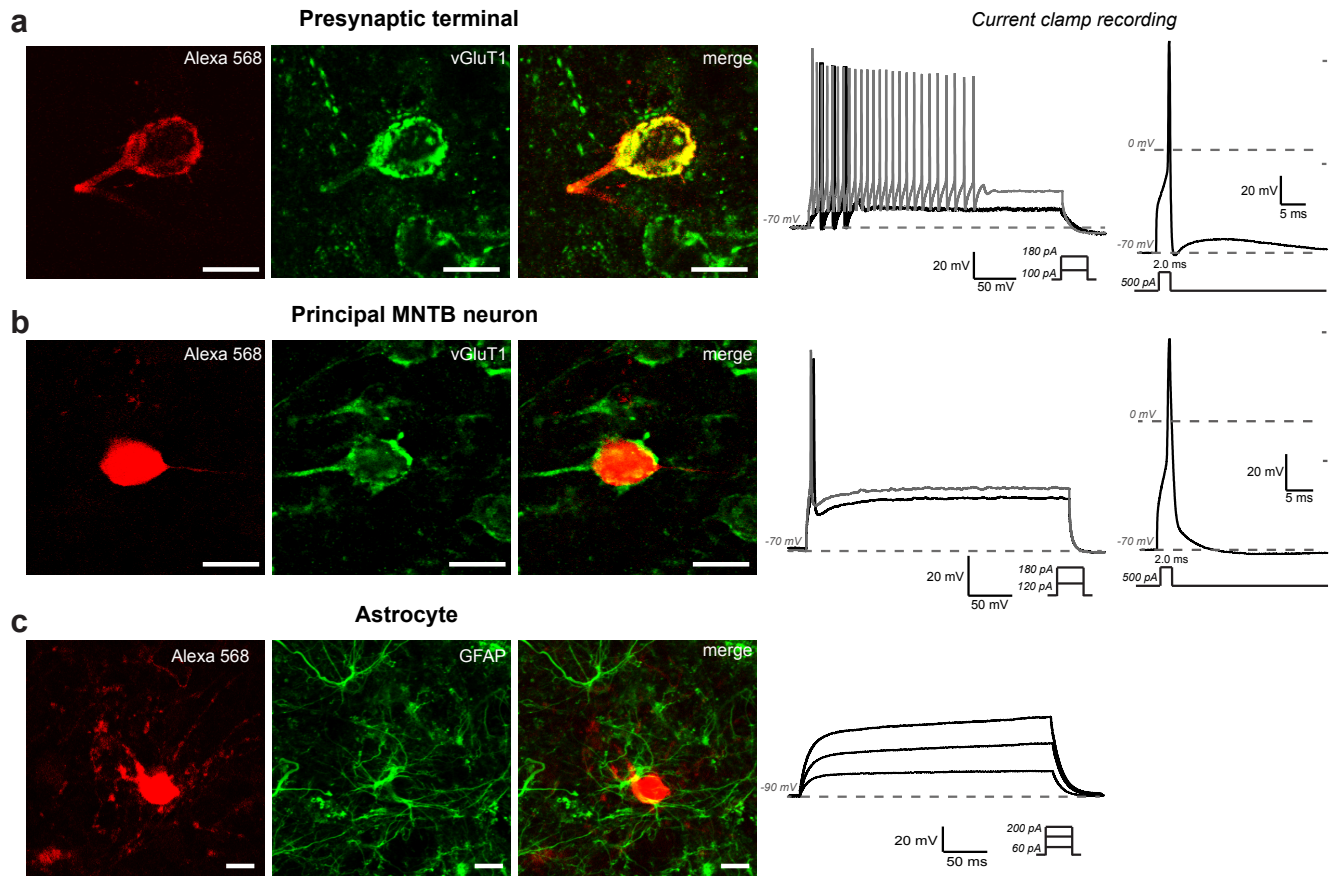 a
Presynaptic terminal
Current clamp recording
Alexa 568
vGluT1
merge
-70 mV
20 mV
50 ms
180 pA
100 pA
0 mV
20 mV
5 ms
-70 mV
2.0 ms
500 pA
b
Principal MNTB neuron
Alexa 568
vGluT1
merge
-70 mV
20 mV
50 mV
180 pA
120 pA
0 mV
20 mV
5 ms
-70 mV
2.0 ms
500 pA
c
Astrocyte
Alexa 568
GFAP
merge
-90 mV
20 mV
50 ms
200 pA
60 pA